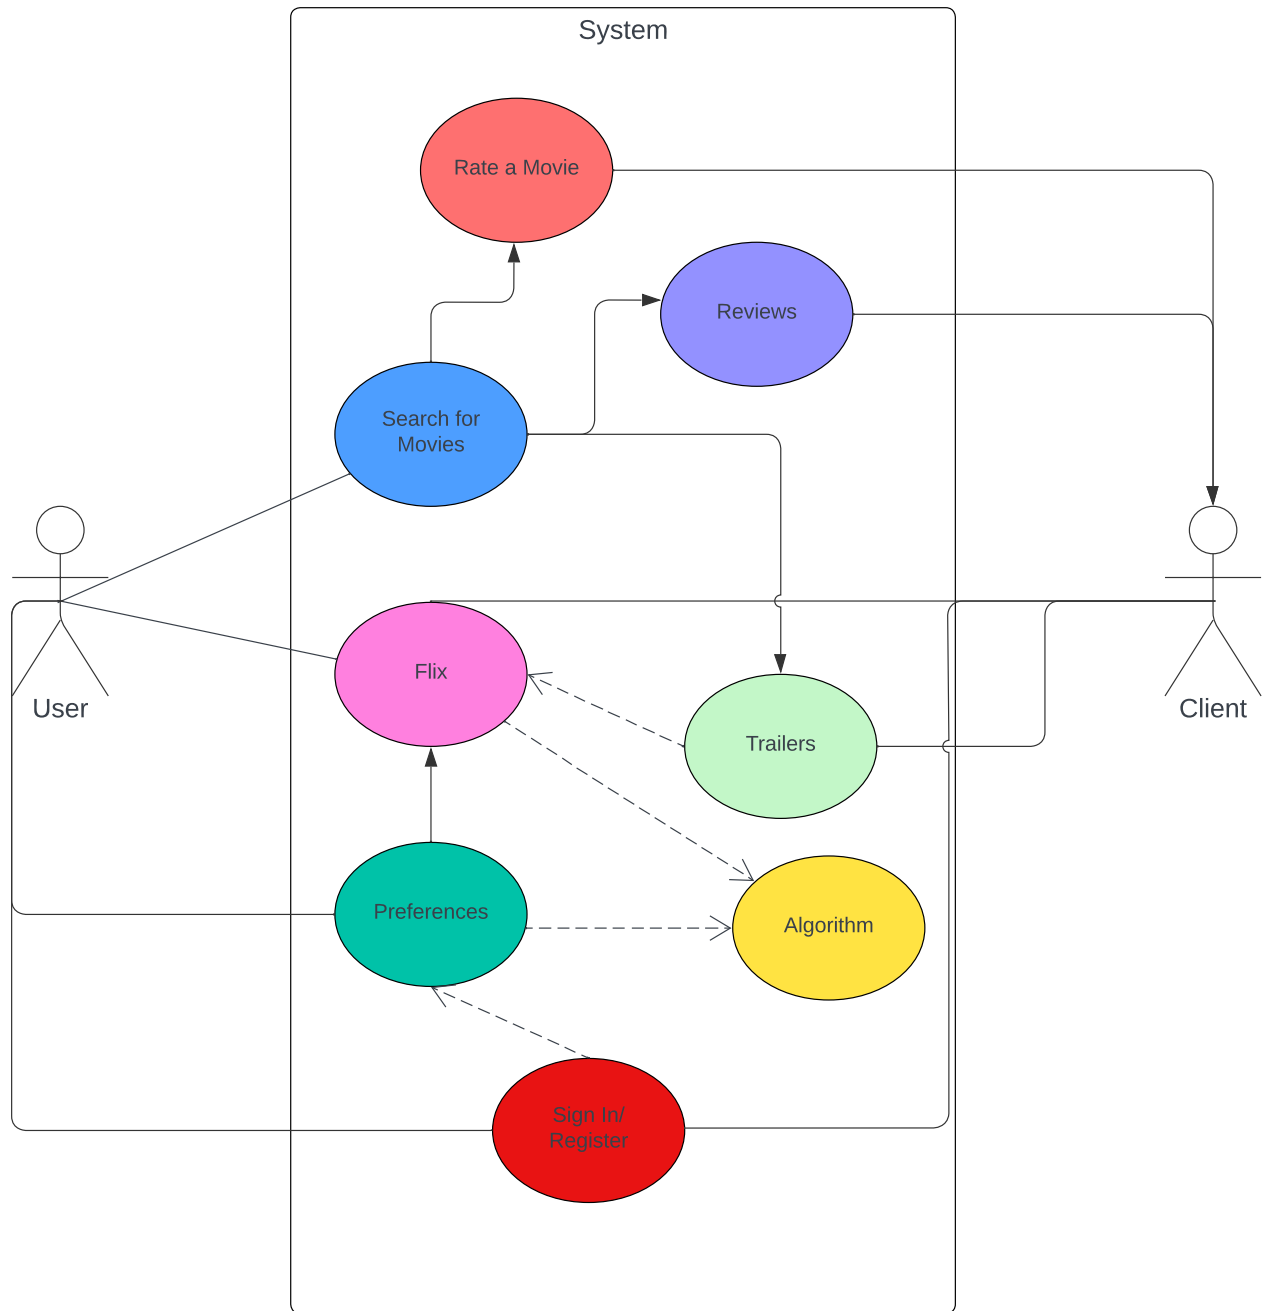 System
Rate a Movie
Reviews
Search for
Movies
User
Client
Flix
Trailers
Preferences
Algorithm
Sign In/
Register